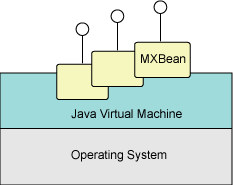 MXBean
Java Virtual Machine
Operating System